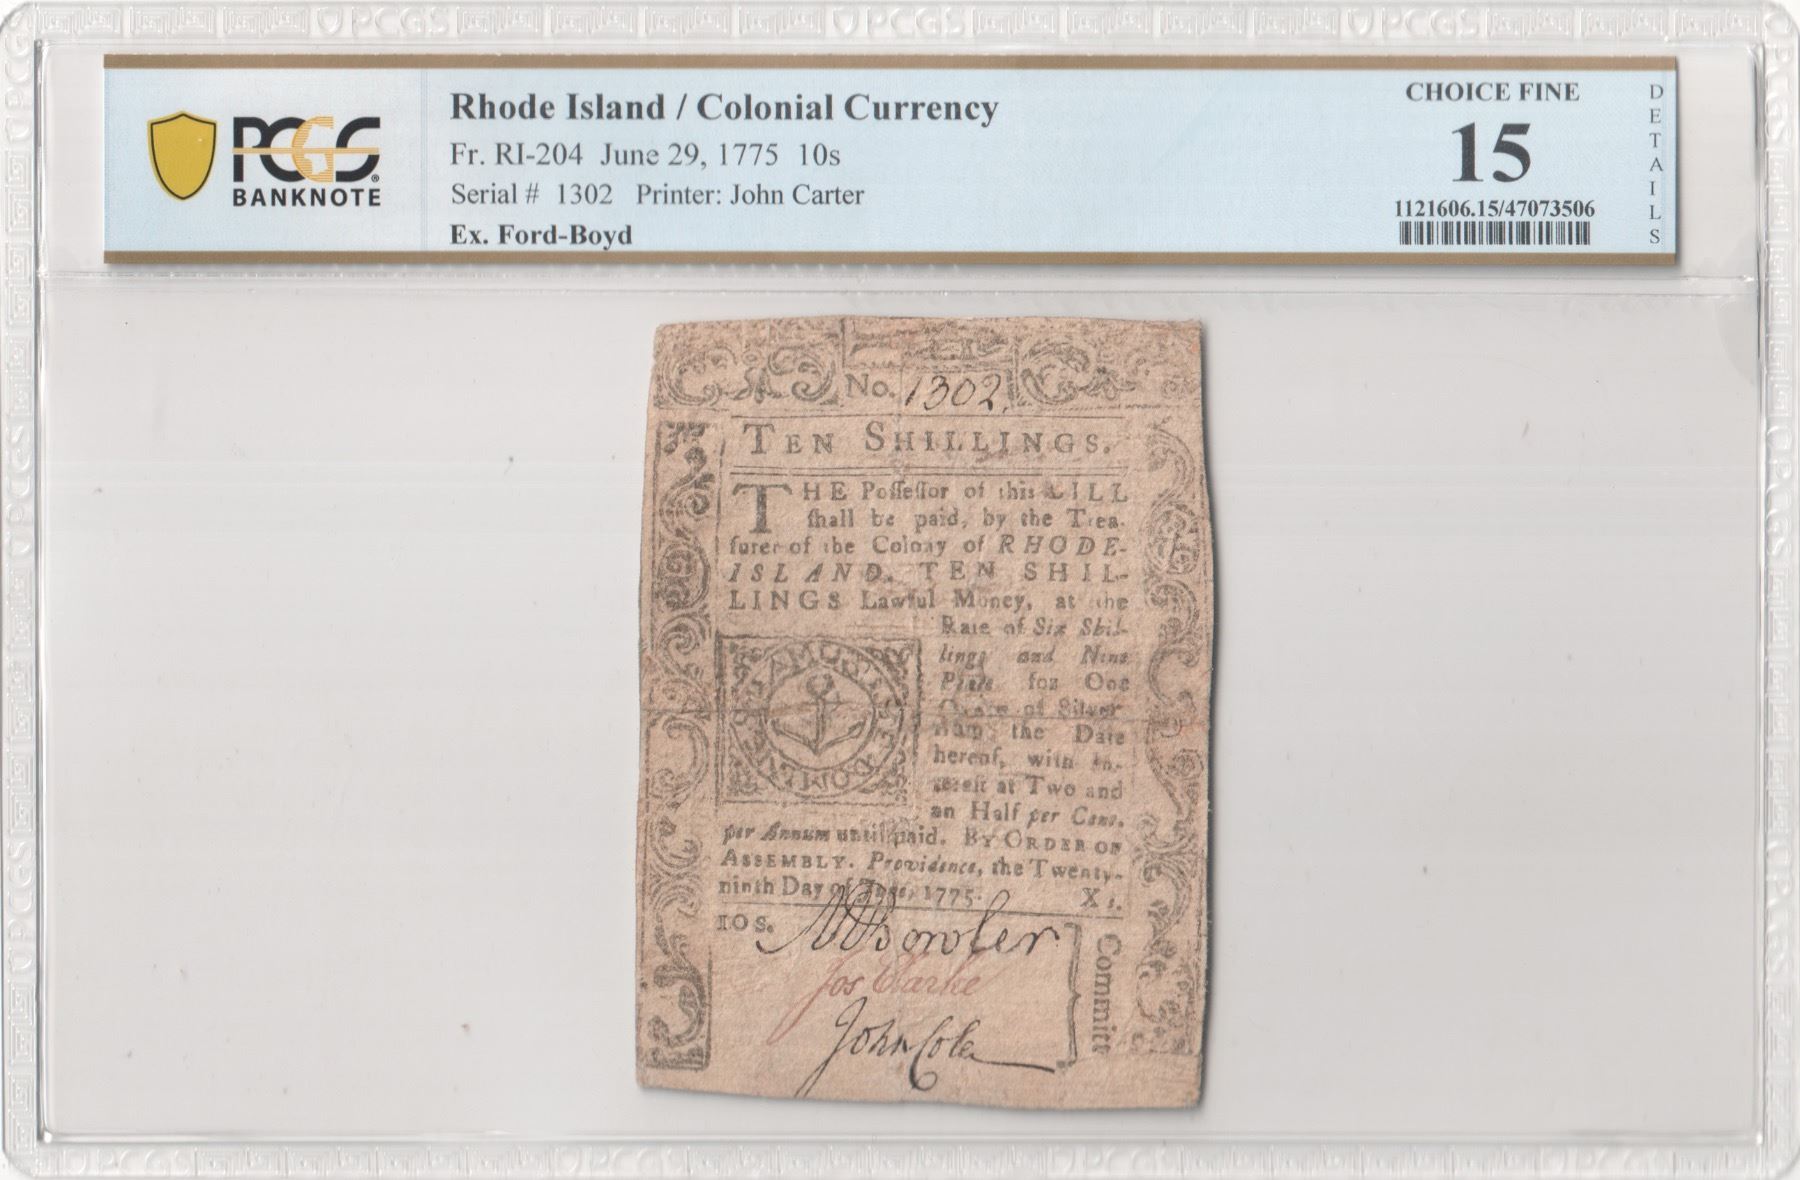 PCGS
BANKNOTE
Rhode Island / Colonial Currency
Fr. RI-204 June 29, 1775 10s
Serial # 1302 Printer: John Carter
Ex. Ford-Boyd
CHOICE FINE
15
1121606.15/47073506
DETAILS
No. 1302.
TEN SHILLINGS.
THE Poſſeſſor of this BILL
ſhall be paid, by the Trea-
ſurer of the Colony of RHODE-
ISLAND, TEN SHIL-
LINGS Lawful Money, at the
Rate of Six Shil-
lings and Nine
Pence for One
Ounce of Silver
the Date
hereof, with In-
tereſt at Two and
an Half per Cent.
per Annum until paid. BY ORDER OF
ASSEMBLY. Providence, the Twenty-
ninth Day of June, 1775. X s.
10 s.
Bowler
Jos Clarke
John Cole
Committ